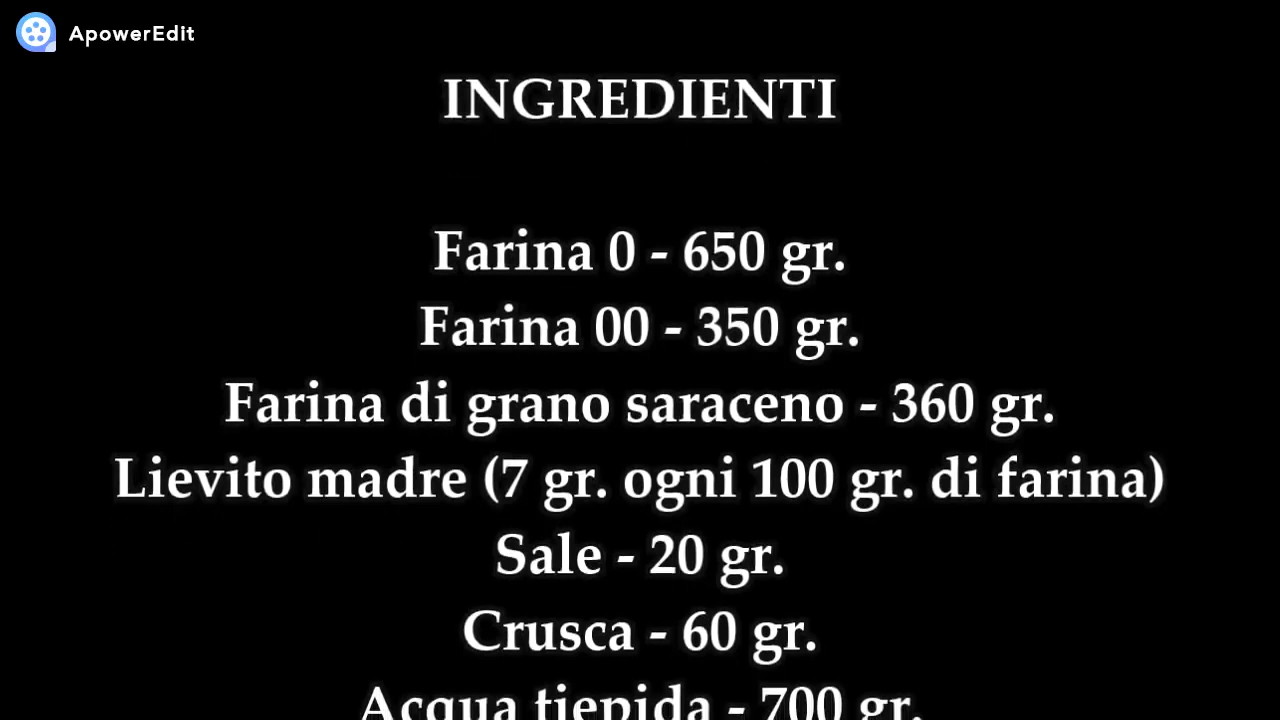 ApowerEdit
INGREDIENTI
Farina 0 - 650 gr.
Farina 00 - 350 gr.
Farina di grano saraceno - 360 gr.
Lievito madre (7 gr. ogni 100 gr. di farina)
Sale - 20 gr.
Crusca - 60 gr.
Acqua tiepida - 700 gr.